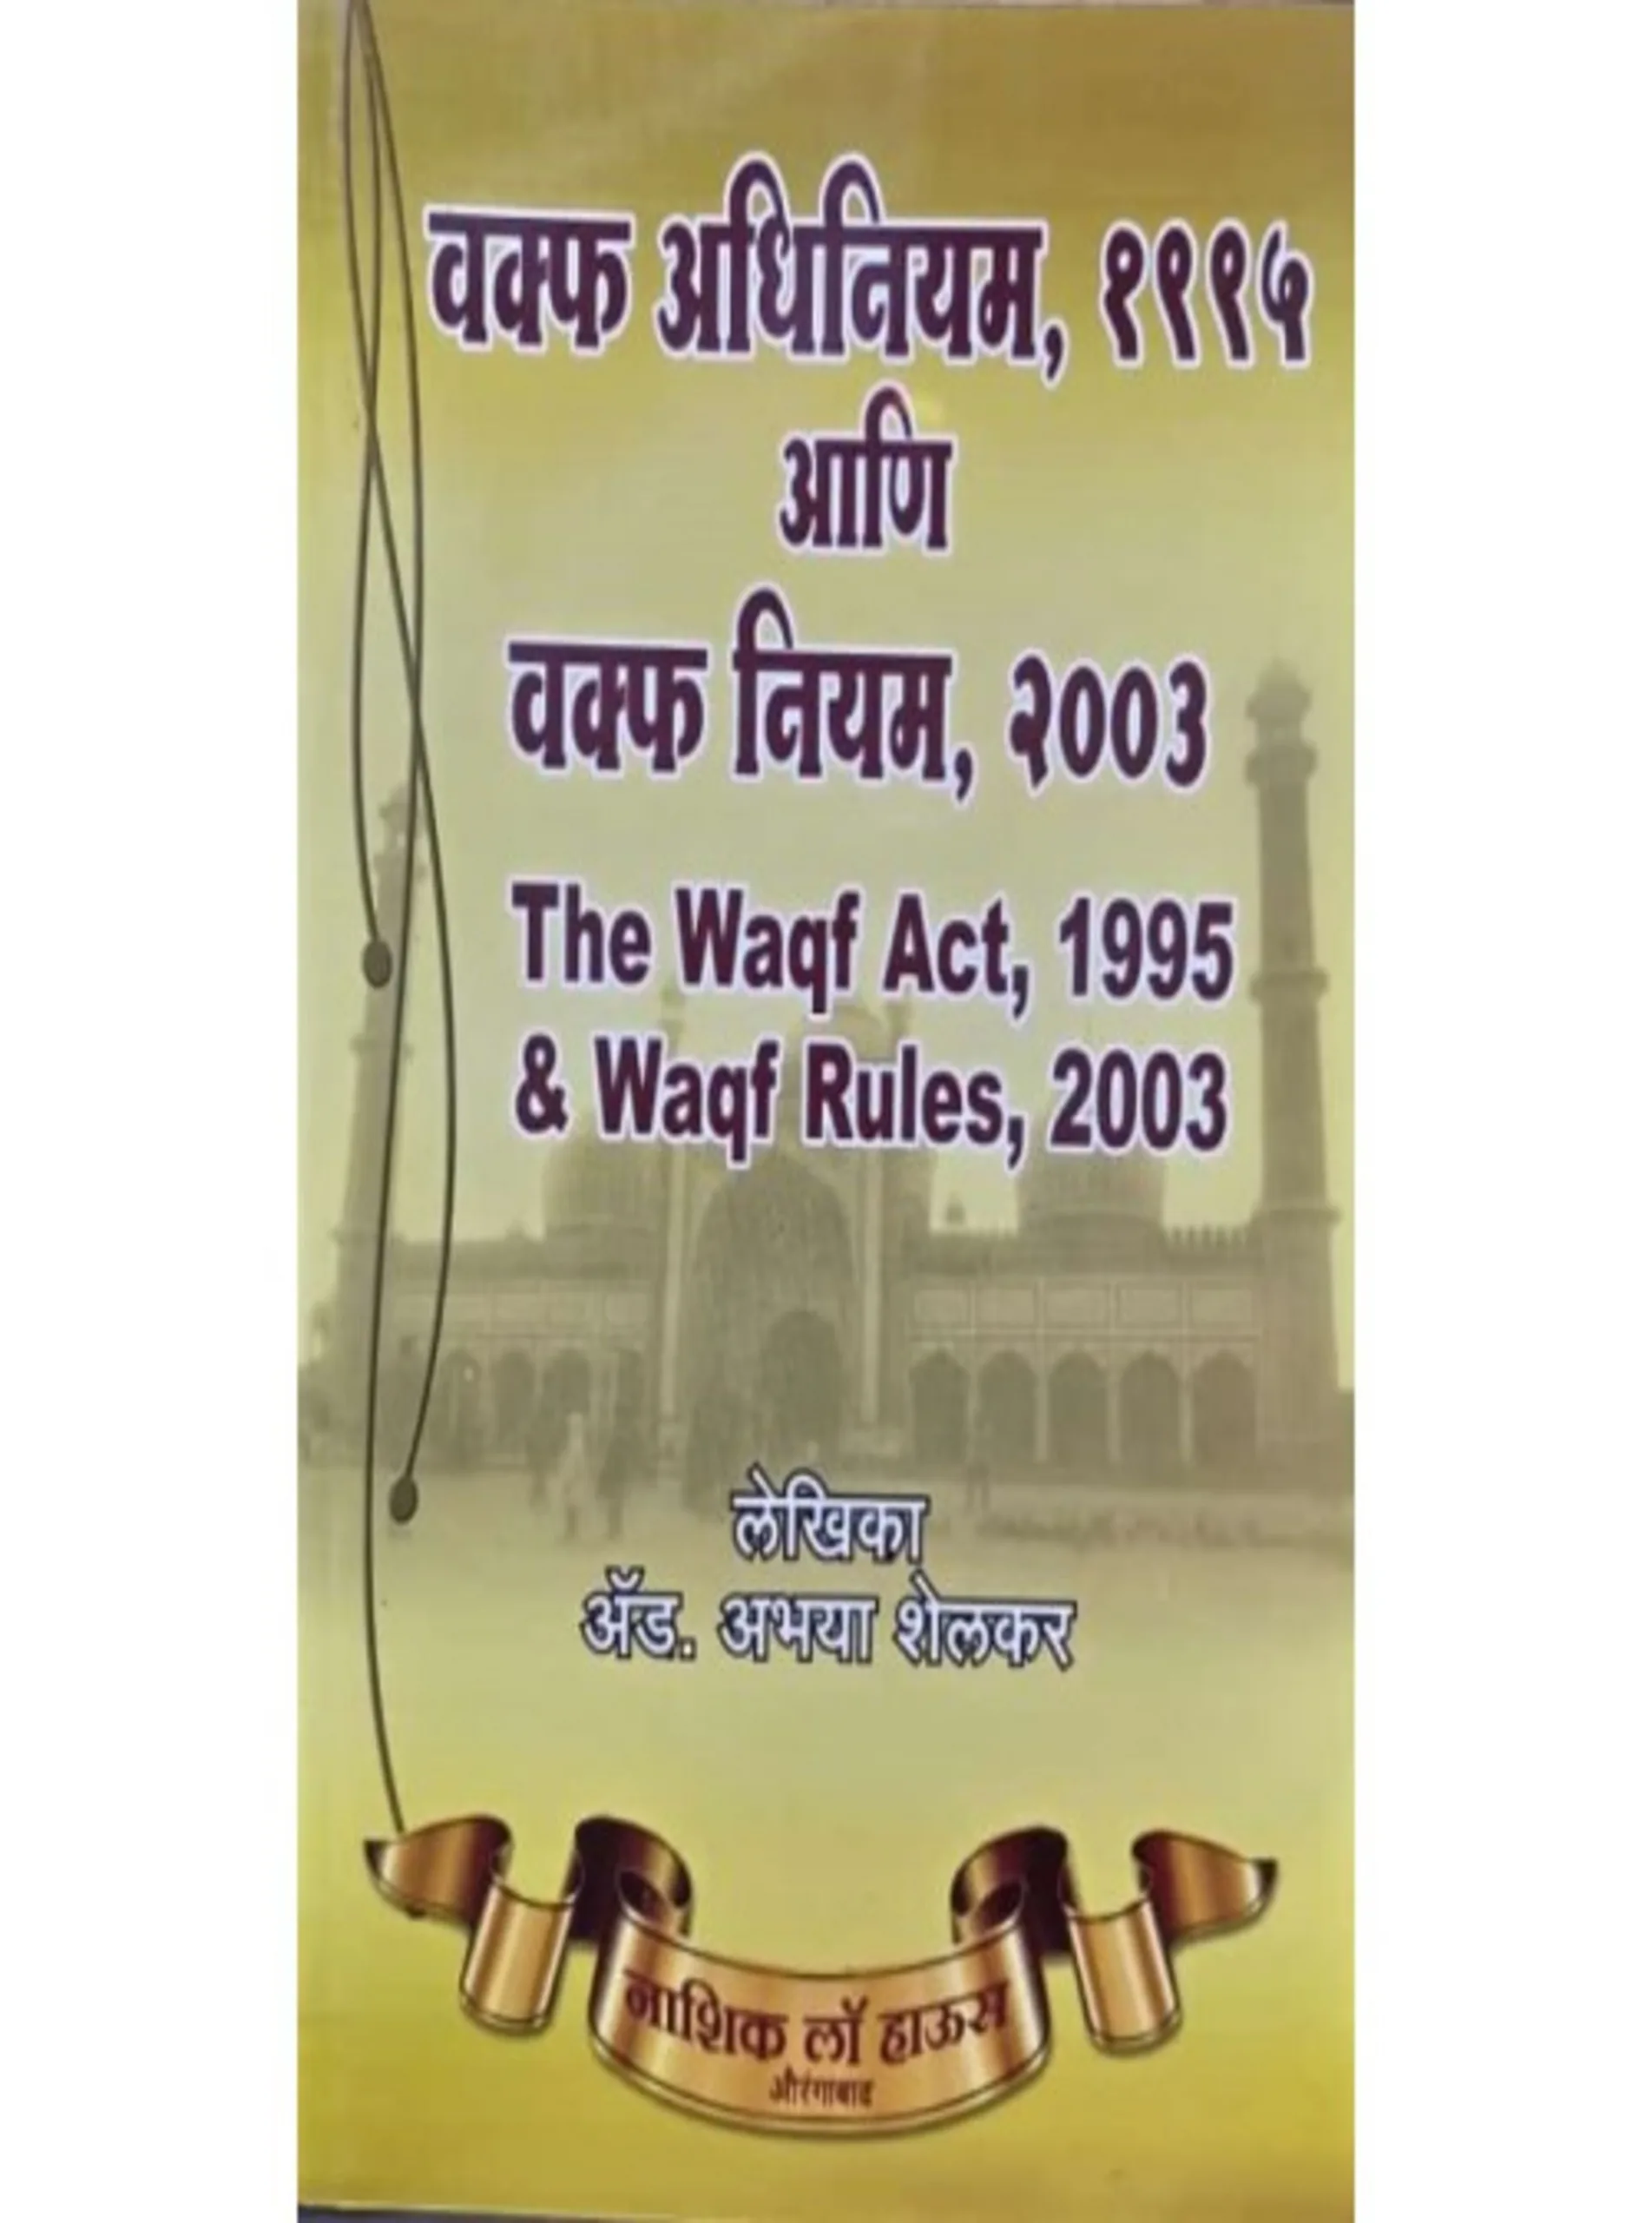 वक्फ अधिनियम, १९९५
आणि
वक्फ नियम, २००३
The Waqf Act, 1995
& Waqf Rules, 2003
लेखिका
ॲड. अभया शेलकर
नाशिक लॉ हाऊस
औरंगाबाद